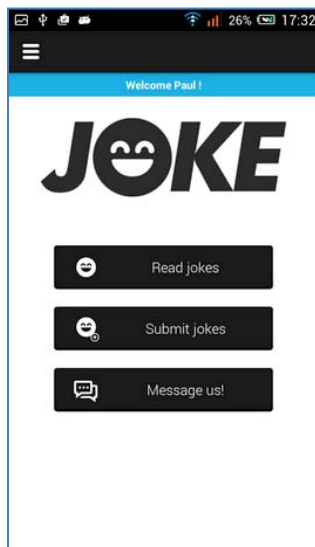 26% 17:32
Welcome Paul !
JOKE
Read jokes
Submit jokes
Message us!